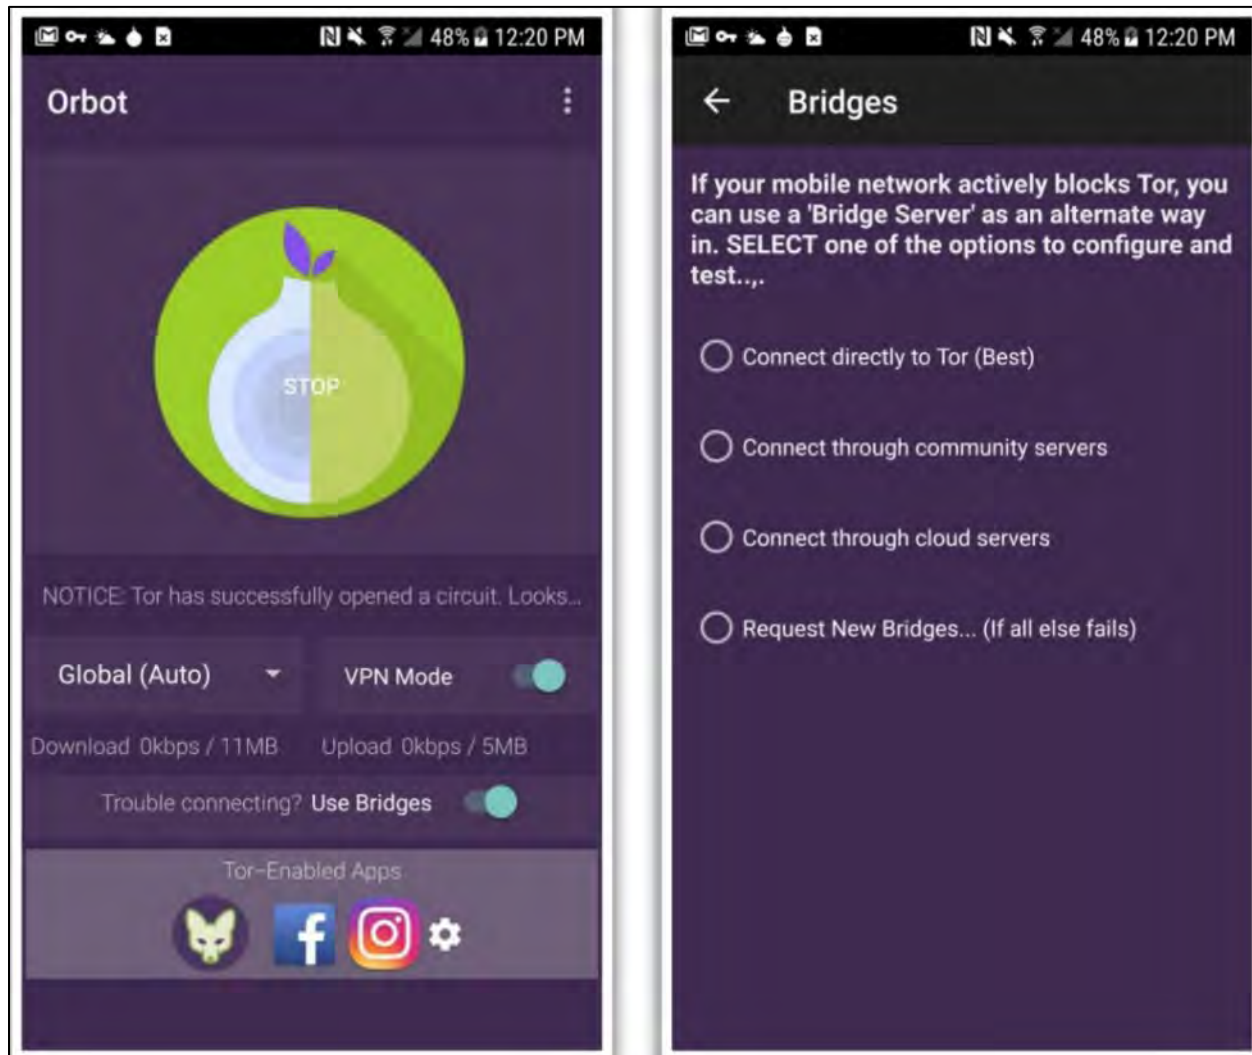 48% 12:20 PM
Orbot
STOP
NOTICE: Tor has successfully opened a circuit. Looks...
Global (Auto)
VPN Mode
Download 0kbps / 11MB
Upload 0kbps / 5MB
Trouble connecting? Use Bridges
Tor-Enabled Apps
48% 12:20 PM
Bridges
If your mobile network actively blocks Tor, you
can use a 'Bridge Server' as an alternate way
in. SELECT one of the options to configure and
test..,.
Connect directly to Tor (Best)
Connect through community servers
Connect through cloud servers
Request New Bridges... (If all else fails)